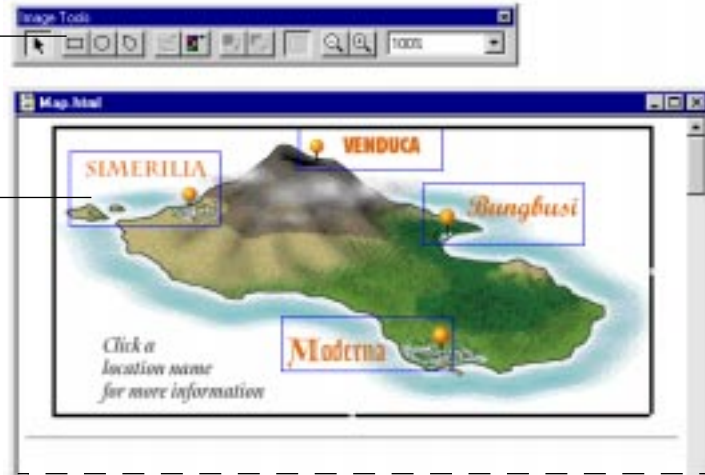 Image Tools
100%
Map.html
VENDUCA
SIMERILIA
Bungbusi
Moderna
Click a
location name
for more information